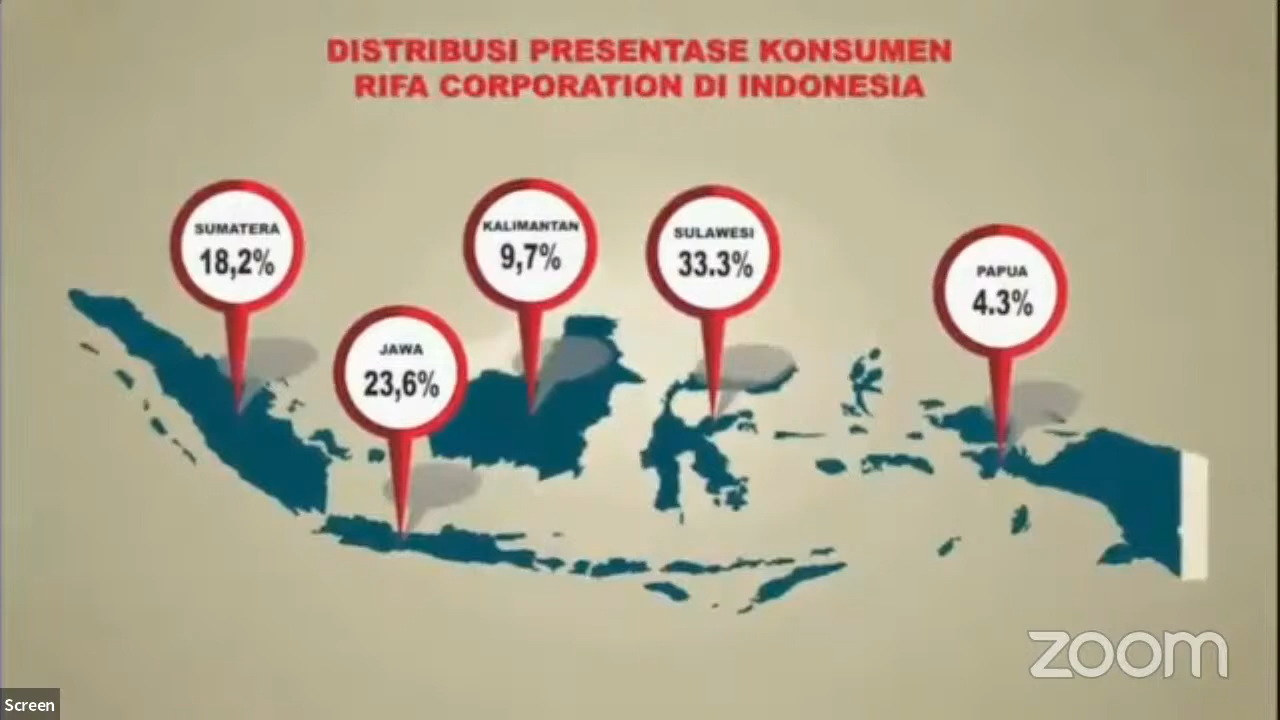 DISTRIBUSI PRESENTASE KONSUMEN
RIFA CORPORATION DI INDONESIA
SUMATERA
18,2%
KALIMANTAN
9,7%
SULAWESI
33.3%
PAPUA
4.3%
JAWA
23,6%
zoom
Screen